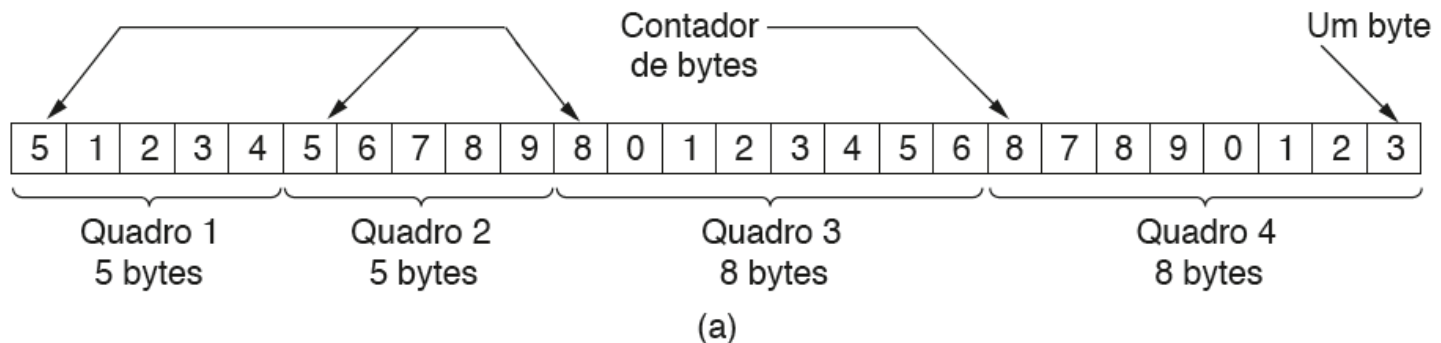 Contador
de bytes
Um byte
5 1 2 3 4 5 6 7 8 9 8 0 1 2 3 4 5 6 8 7 8 9 0 1 2 3
Quadro 1
5 bytes
Quadro 2
5 bytes
Quadro 3
8 bytes
Quadro 4
8 bytes
(a)